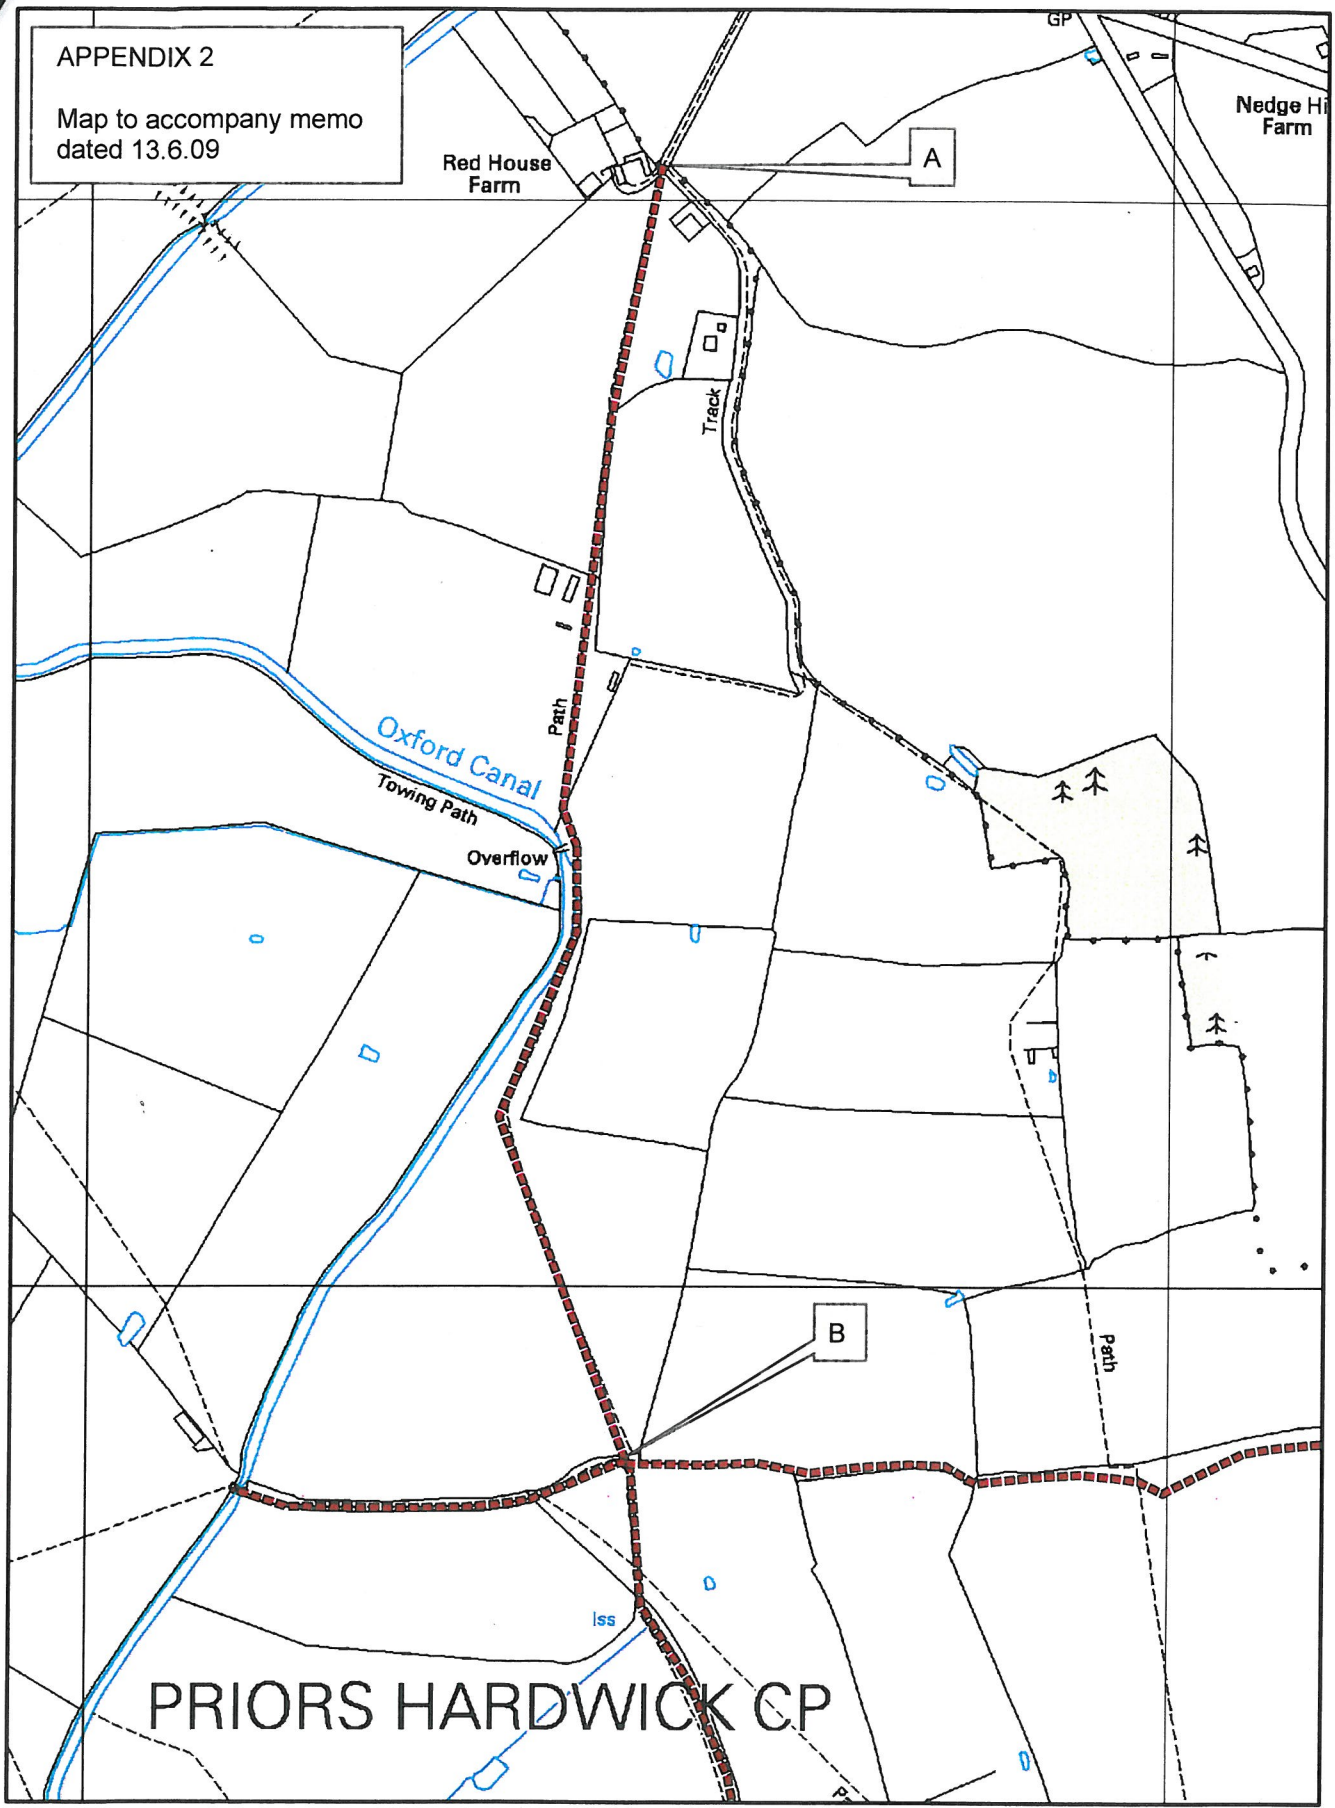 APPENDIX 2
Map to accompany memo
dated 13.6.09
GP
Nedge Hi
Farm
Red House
Farm
A
Track
Path
Oxford Canal
Towing Path
Overflow
B
Path
Iss
PRIORS HARDWICK CP